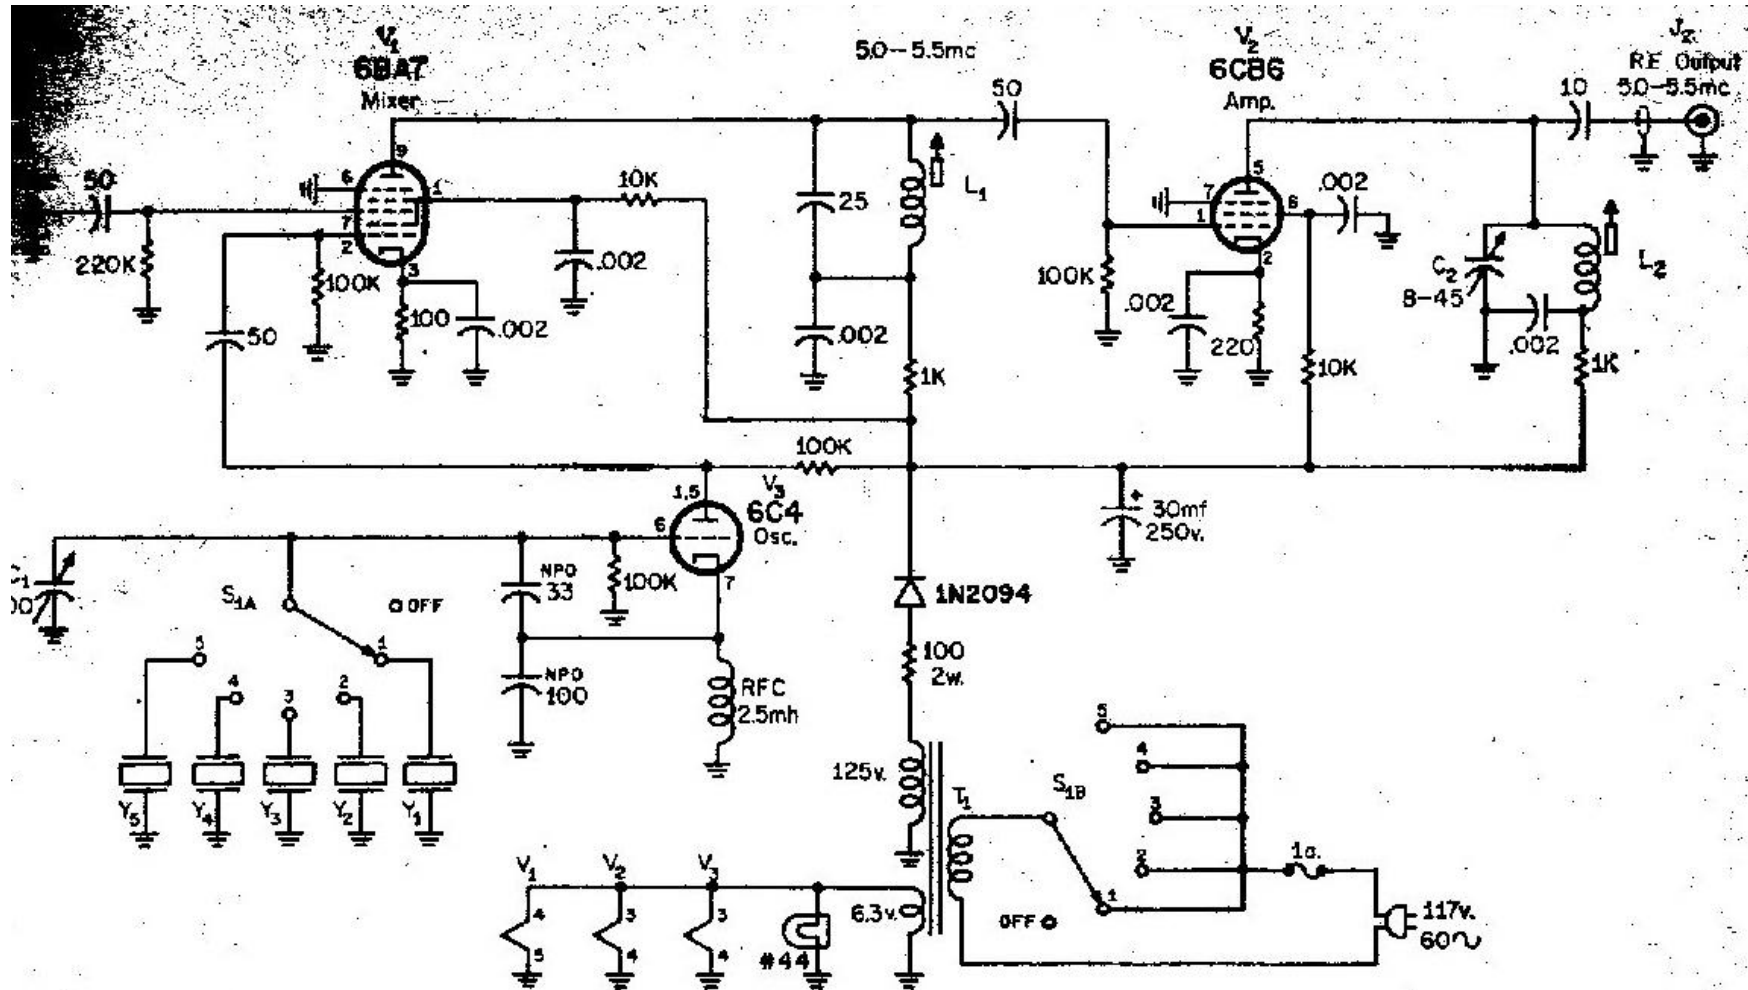 V1
6BA7
Mixer
5.0-5.5mc
V2
6CB6
Amp.
J2
R.F. Output
5.0-5.5mc
50
10
50
9
6
1
7
2
3
10K
220K
100K
100
.002
.002
50
25
L1
.002
1K
5
7
1
6
2
.002
100K
.002
220
10K
C2
8-45
L2
.002
1K
100K
V3
6C4
Osc.
1,5
6
7
30mf
250v.
+
NPO
33
100K
S1A
OFF
5
4
3
2
1
NPO
100
RFC
2.5mh
1N2094
100
2w.
Y5
Y4
Y3
Y2
Y1
125v.
T1
S1B
5
4
3
2
1
OFF
1a.
117v.
60
V1
V2
V3
4
5
3
4
3
4
#44
6.3v.